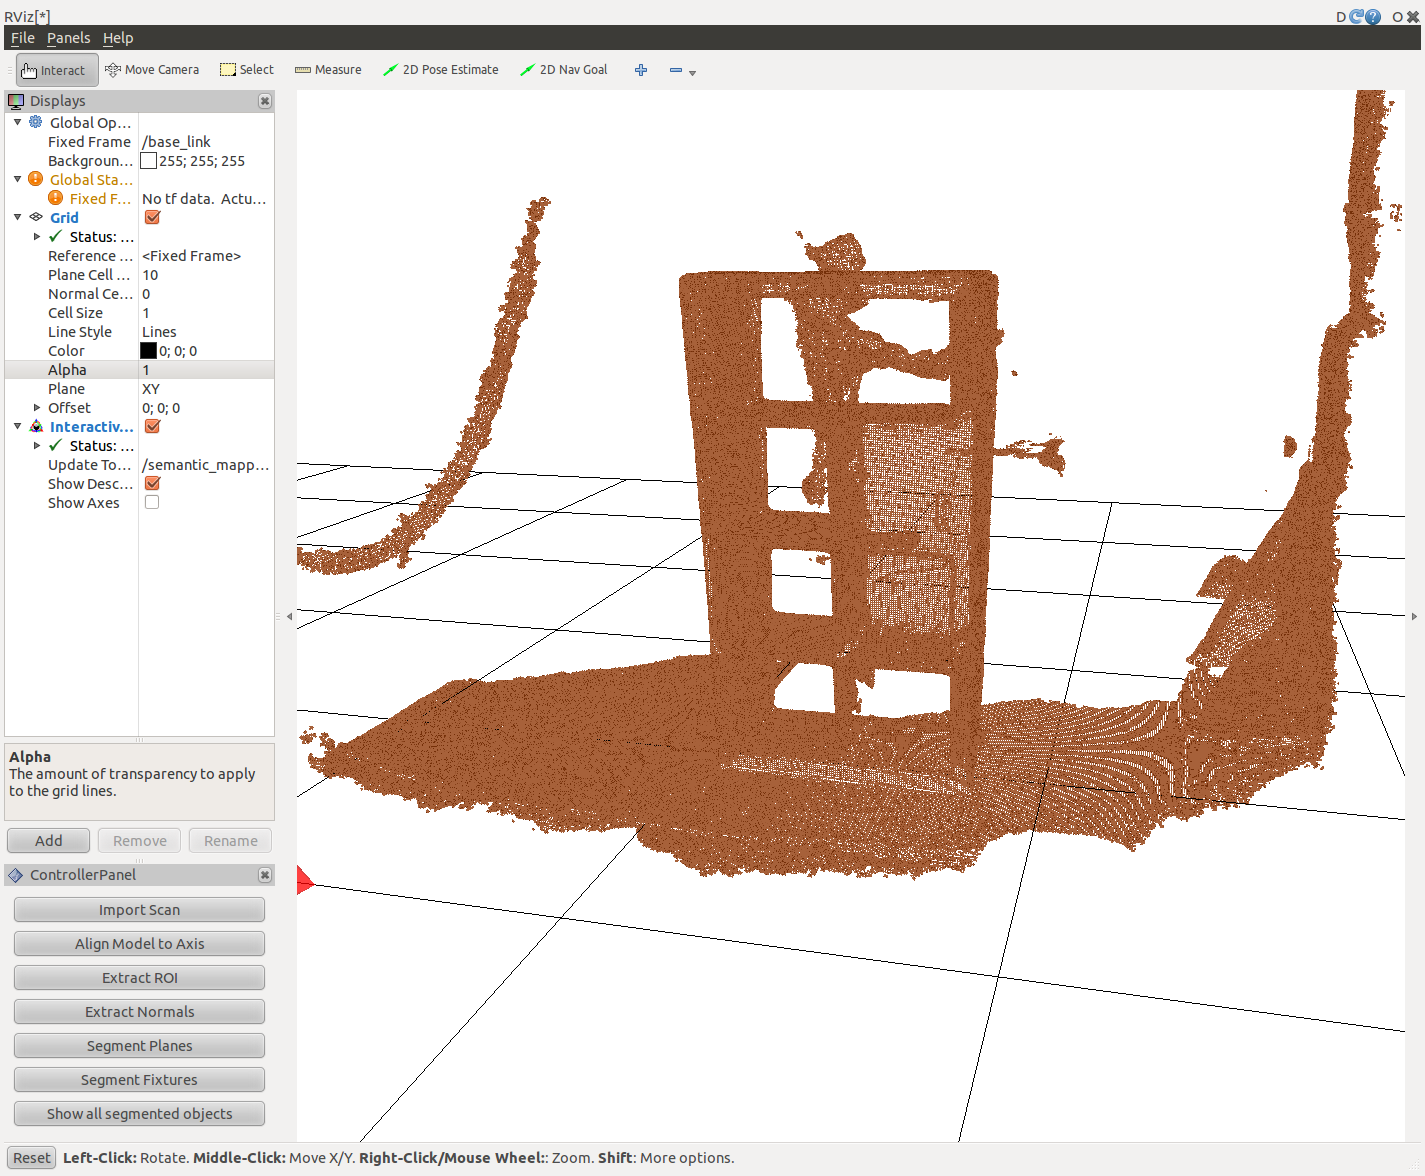 RViz[*]
D O
File Panels Help
Interact Move Camera Select Measure 2D Pose Estimate 2D Nav Goal
Displays
Global Op...
Fixed Frame /base_link
Backgroun... 255; 255; 255
Global Sta...
Fixed F... No tf data. Actu...
Grid
Status: ...
Reference ... <Fixed Frame>
Plane Cell ... 10
Normal Ce... 0
Cell Size 1
Line Style Lines
Color 0; 0; 0
Alpha 1
Plane XY
Offset 0; 0; 0
Interactiv...
Status: ...
Update To... /semantic_mapp...
Show Desc...
Show Axes
Alpha
The amount of transparency to apply
to the grid lines.
Add Remove Rename
ControllerPanel
Import Scan
Align Model to Axis
Extract ROI
Extract Normals
Segment Planes
Segment Fixtures
Show all segmented objects
Reset Left-Click: Rotate. Middle-Click: Move X/Y. Right-Click/Mouse Wheel:: Zoom. Shift: More options.